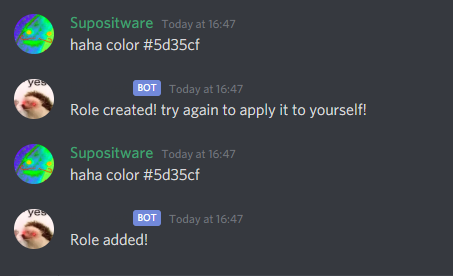 Supositware Today at 16:47
haha color #5d35cf
yes
BOT Today at 16:47
Role created! try again to apply it to yourself!
Supositware Today at 16:47
haha color #5d35cf
yes
BOT Today at 16:47
Role added!